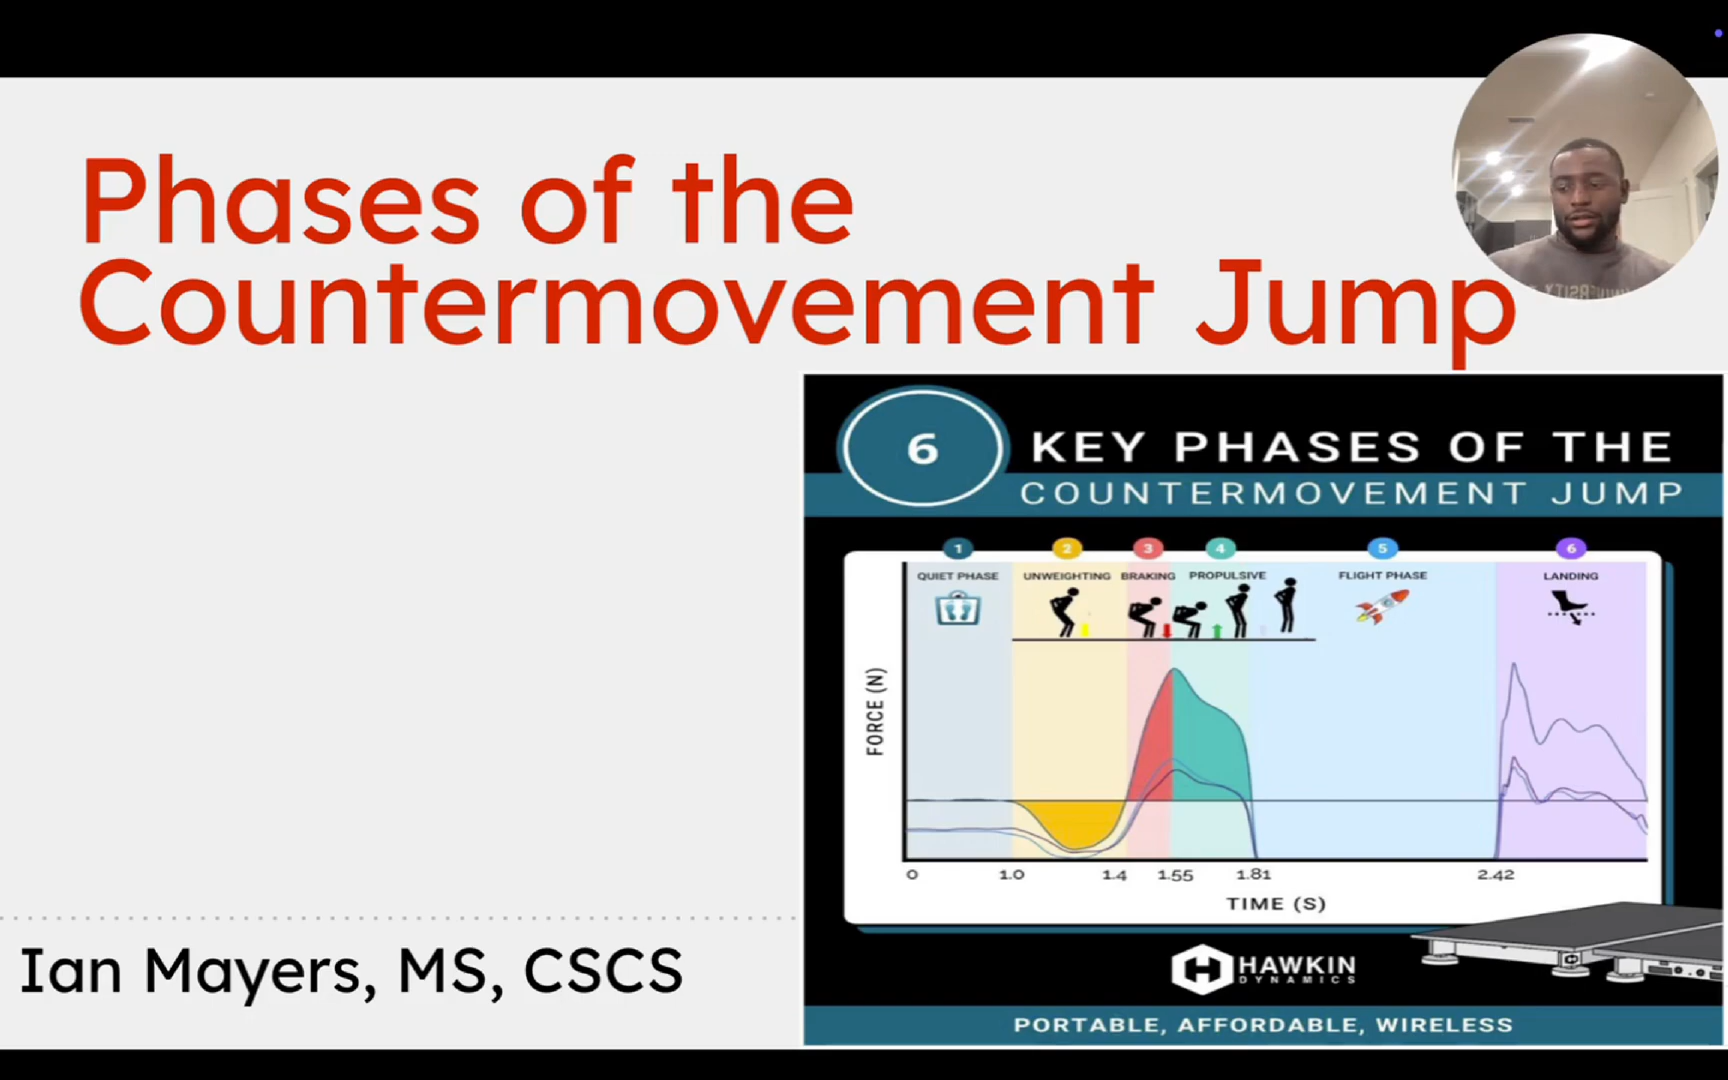 Phases of the
Countermovement Jump
6
KEY PHASES OF THE
COUNTERMOVEMENT JUMP
1 2 3 4 5 6
QUIET PHASE UNWEIGHTING BRAKING PROPULSIVE FLIGHT PHASE LANDING
FORCE (N)
0 1.0 1.4 1.55 1.81 2.42
TIME (S)
Ian Mayers, MS, CSCS
HAWKIN
DYNAMICS
PORTABLE, AFFORDABLE, WIRELESS